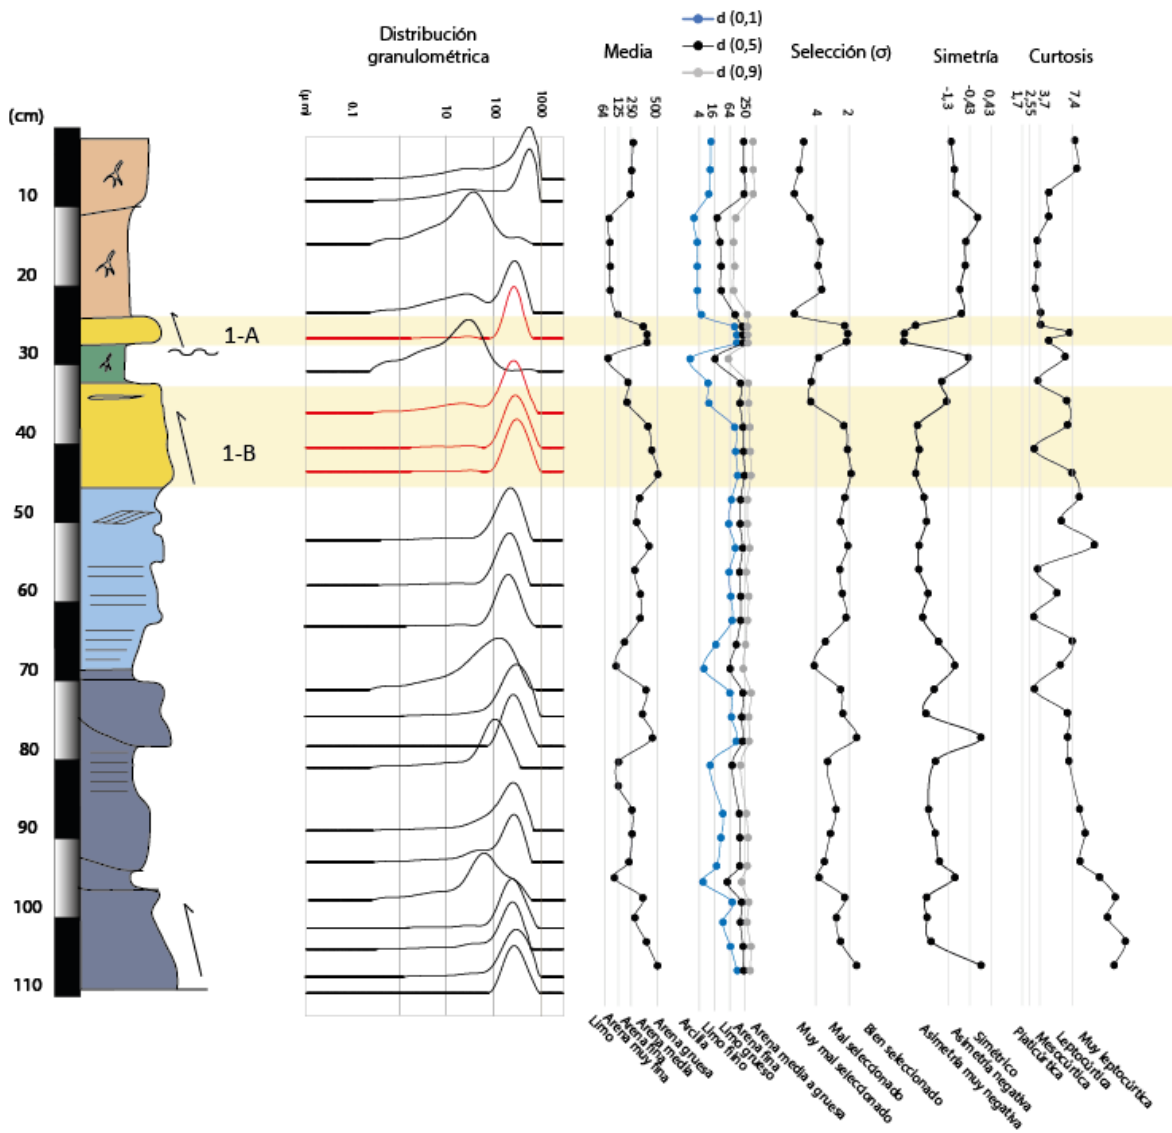 d (0,1)
d (0,5)
d (0,9)
Distribución
granulométrica
Media
Selección (σ)
Simetría
Curtosis
(cm)
(µm)
0.1
10
100
1000
64
125
250
500
4
16
64
250
4
2
-1,3
-0,43
0,43
1,7
2,55
3,7
7,4
10
20
1-A
30
40
1-B
50
60
70
80
90
100
110
Limo
Arena muy fina
Arena fina
Arena media
Arena gruesa
Arcilla
Limo fino
Limo grueso
Arena fina
Arena media a gruesa
Muy mal seleccionado
Mal seleccionado
Bien seleccionado
Asimetría muy negativa
Asimetría negativa
Simétrico
Platicúrtica
Mesocúrtica
Leptocúrtica
Muy leptocúrtica